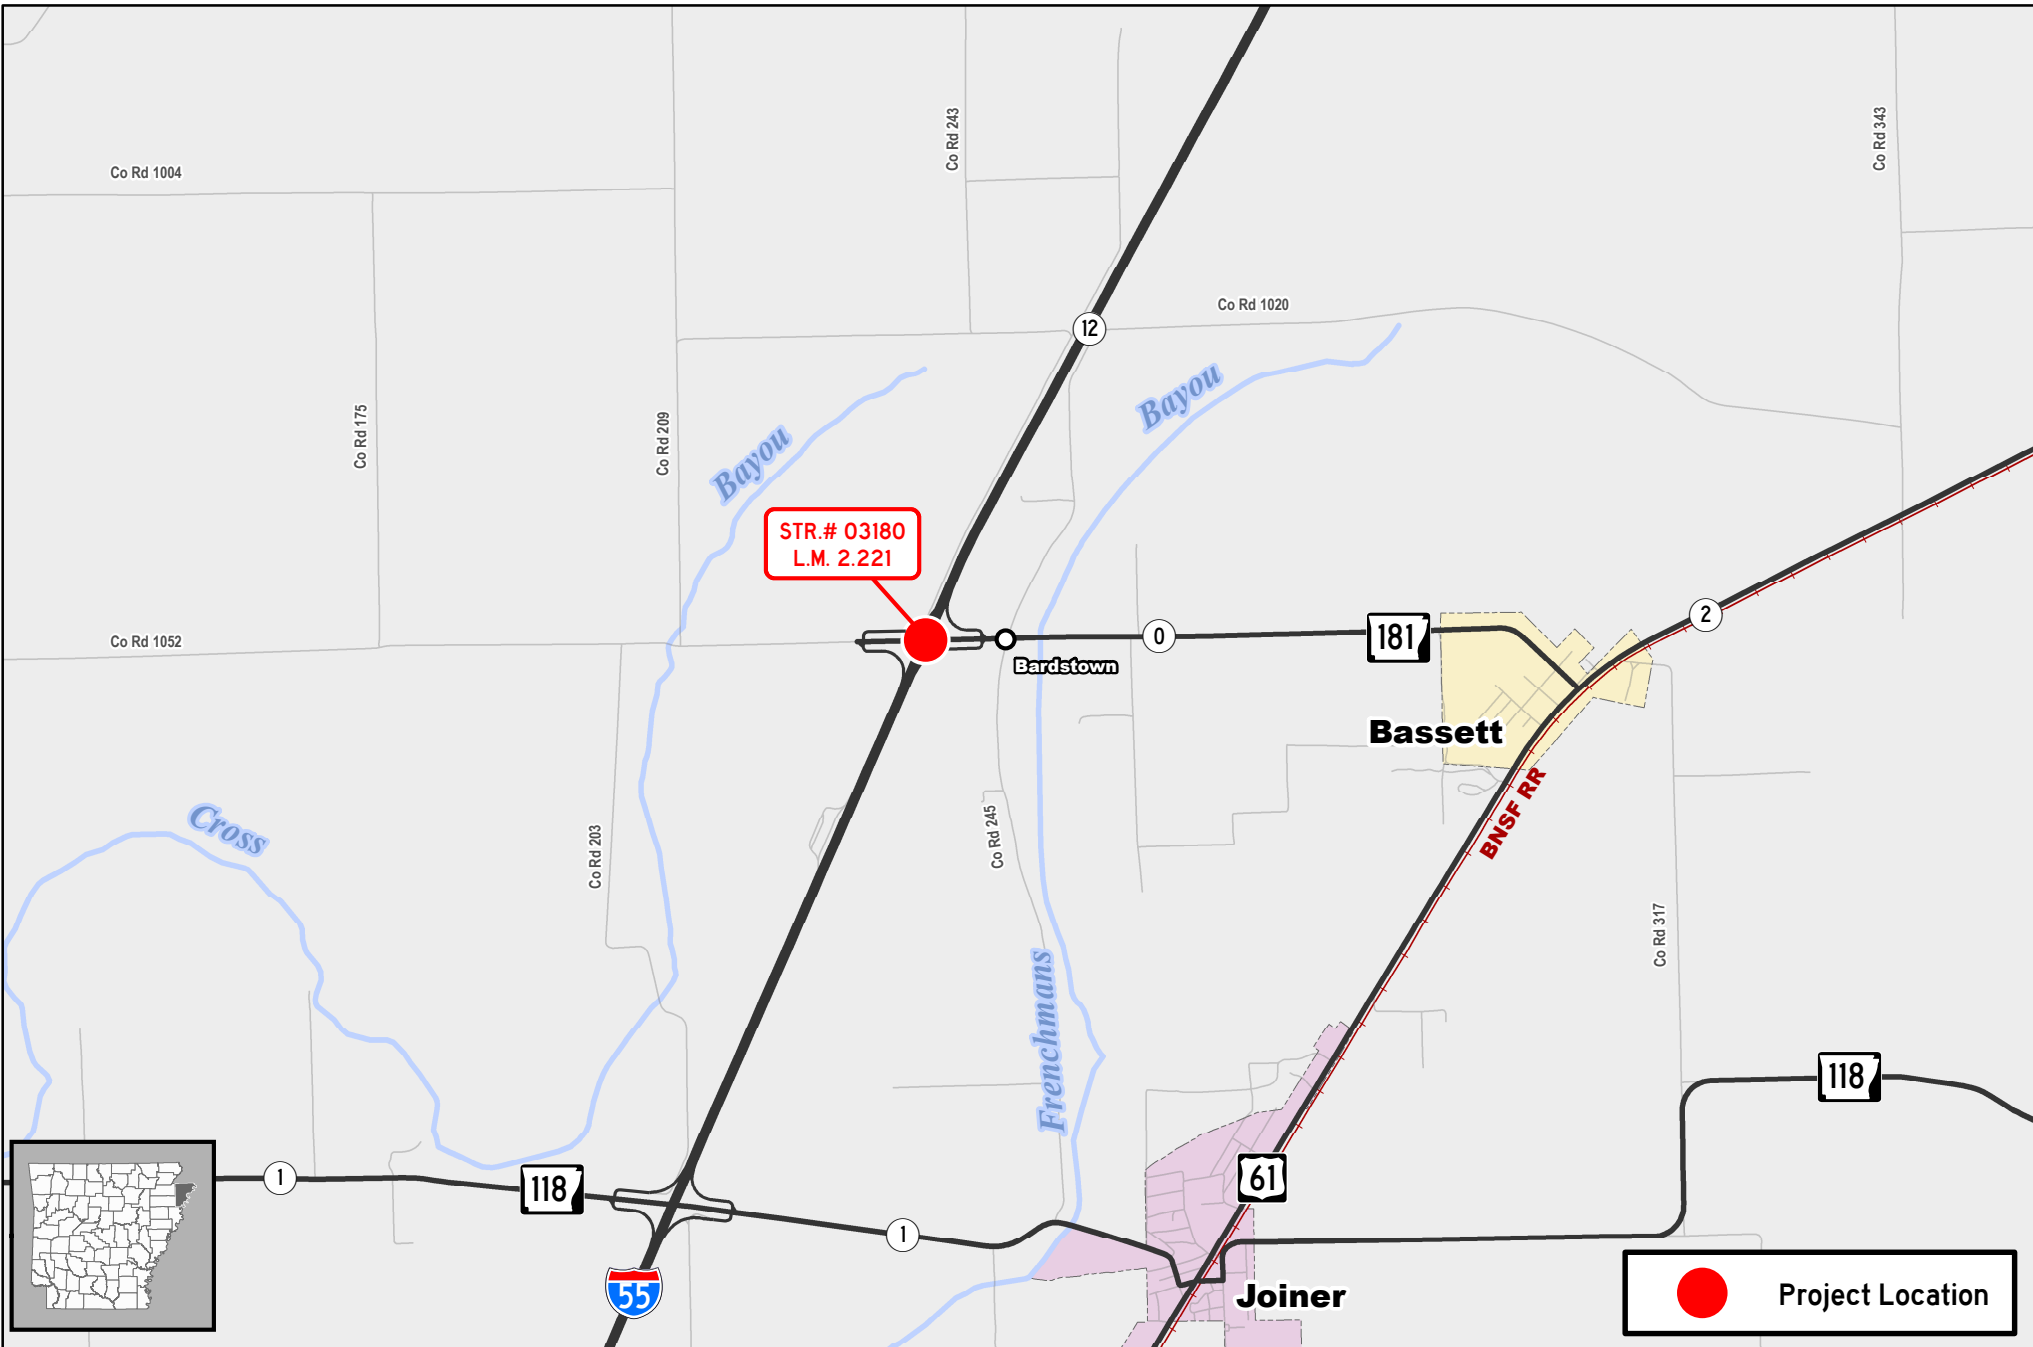 Co Rd 243
Co Rd 343
Co Rd 1004
Co Rd 1020
12
Bayou
Bayou
Co Rd 175
Co Rd 209
STR.# 03180
L.M. 2.221
Co Rd 1052
Bardstown
0
181
2
Bassett
BNSF RR
Cross
Co Rd 203
Co Rd 245
Co Rd 317
Frenchmans
118
1
118
61
1
55
Joiner
Project Location